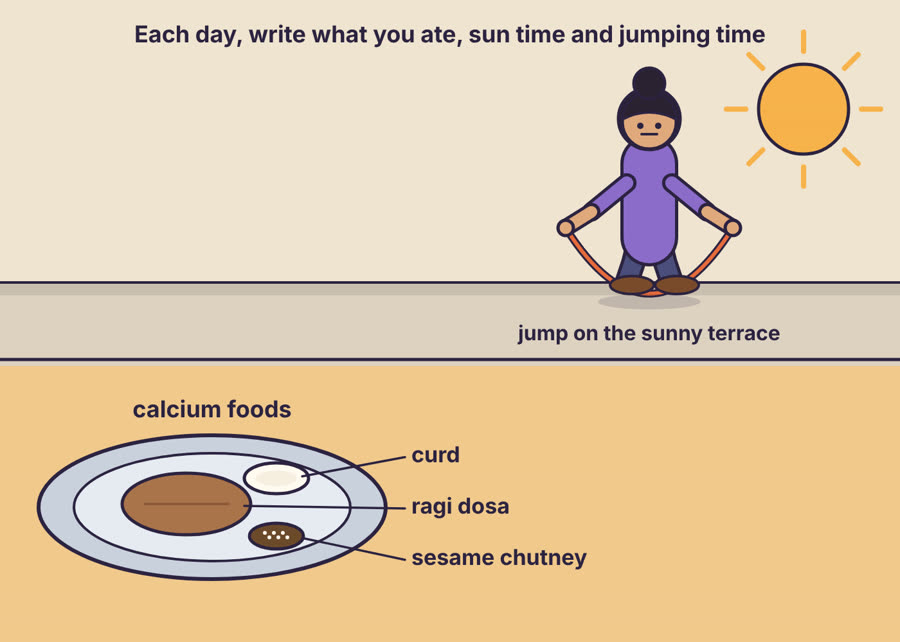 Each day, write what you ate, sun time and jumping time
jump on the sunny terrace
calcium foods
curd
ragi dosa
sesame chutney